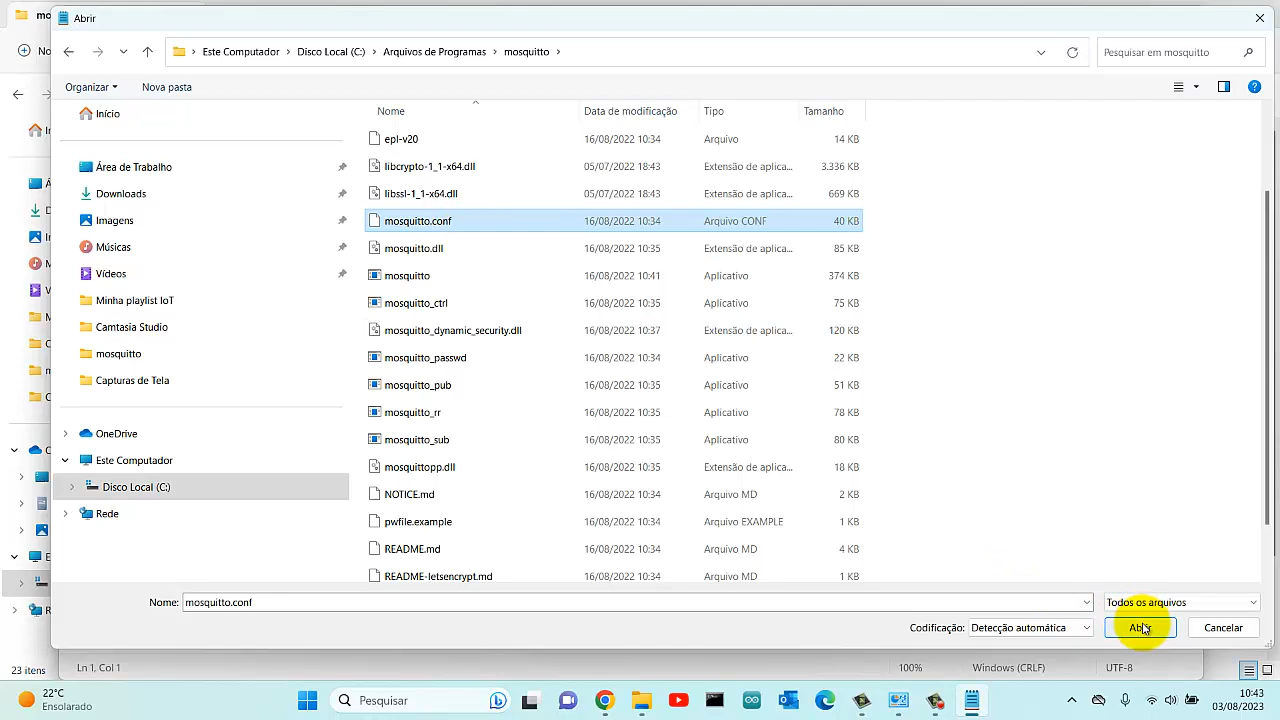 mo
Abrir
Este Computador > Disco Local (C:) > Arquivos de Programas > mosquitto >
Pesquisar em mosquitto
No
Organizar
Nova pasta
Início
Área de Trabalho
Downloads
Imagens
Músicas
Vídeos
Minha playlist IoT
Camtasia Studio
mosquitto
Capturas de Tela
OneDrive
Este Computador
Disco Local (C:)
Rede
Nome Data de modificação Tipo Tamanho
epl-v20 16/08/2022 10:34 Arquivo 14 KB
libcrypto-1_1-x64.dll 05/07/2022 18:43 Extensão de aplica... 3.336 KB
libssl-1_1-x64.dll 05/07/2022 18:43 Extensão de aplica... 669 KB
mosquitto.conf 16/08/2022 10:34 Arquivo CONF 40 KB
mosquitto.dll 16/08/2022 10:35 Extensão de aplica... 85 KB
mosquitto 16/08/2022 10:41 Aplicativo 374 KB
mosquitto_ctrl 16/08/2022 10:35 Aplicativo 75 KB
mosquitto_dynamic_security.dll 16/08/2022 10:37 Extensão de aplica... 120 KB
mosquitto_passwd 16/08/2022 10:34 Aplicativo 22 KB
mosquitto_pub 16/08/2022 10:35 Aplicativo 51 KB
mosquitto_rr 16/08/2022 10:35 Aplicativo 78 KB
mosquitto_sub 16/08/2022 10:35 Aplicativo 80 KB
mosquittopp.dll 16/08/2022 10:35 Extensão de aplica... 18 KB
NOTICE.md 16/08/2022 10:34 Arquivo MD 2 KB
pwfile.example 16/08/2022 10:34 Arquivo EXAMPLE 1 KB
README.md 16/08/2022 10:34 Arquivo MD 4 KB
README-letsencrypt.md 16/08/2022 10:34 Arquivo MD 1 KB
Nome: mosquitto.conf
Todos os arquivos
Codificação: Detecção automática
Abrir
Cancelar
23 itens
Ln 1, Col 1
100%
Windows (CRLF)
UTF-8
22°C
Ensolarado
Pesquisar
10:43
03/08/2023